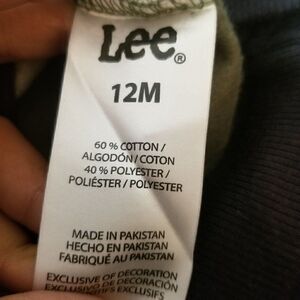 Lee®
12M
60 % COTTON /
ALGODÓN / COTON
40 % POLYESTER /
POLIÉSTER / POLYESTER
MADE IN PAKISTAN
HECHO EN PAKISTAN
FABRIQUÉ AU PAKISTAN
EXCLUSIVE OF DECORATION
EXCLUSIVO DE DECORACIÓN
EXCLUSIFS